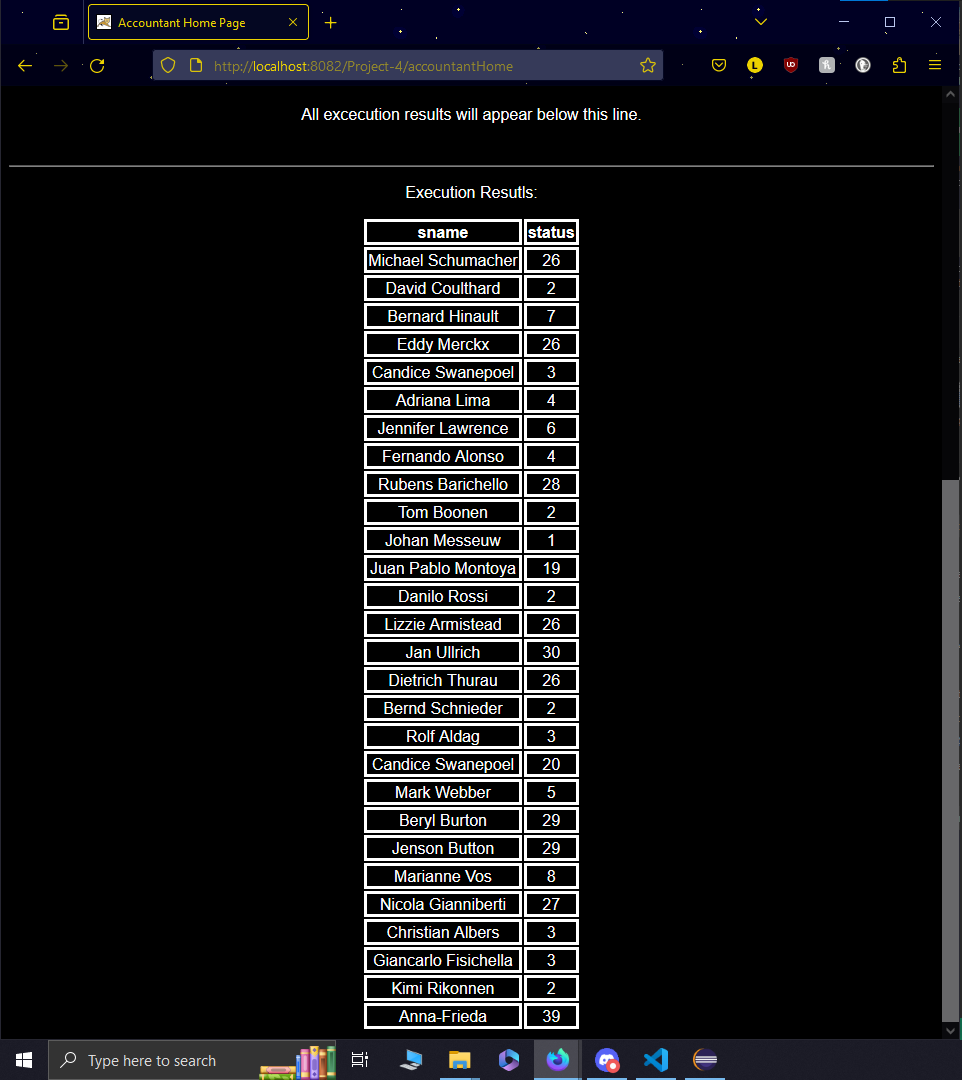 Accountant Home Page
http://localhost:8082/Project-4/accountantHome
All excecution results will appear below this line.
Execution Resutls:
sname status
Michael Schumacher 26
David Coulthard 2
Bernard Hinault 7
Eddy Merckx 26
Candice Swanepoel 3
Adriana Lima 4
Jennifer Lawrence 6
Fernando Alonso 4
Rubens Barichello 28
Tom Boonen 2
Johan Messeuw 1
Juan Pablo Montoya 19
Danilo Rossi 2
Lizzie Armistead 26
Jan Ullrich 30
Dietrich Thurau 26
Bernd Schnieder 2
Rolf Aldag 3
Candice Swanepoel 20
Mark Webber 5
Beryl Burton 29
Jenson Button 29
Marianne Vos 8
Nicola Gianniberti 27
Christian Albers 3
Giancarlo Fisichella 3
Kimi Rikonnen 2
Anna-Frieda 39
Type here to search